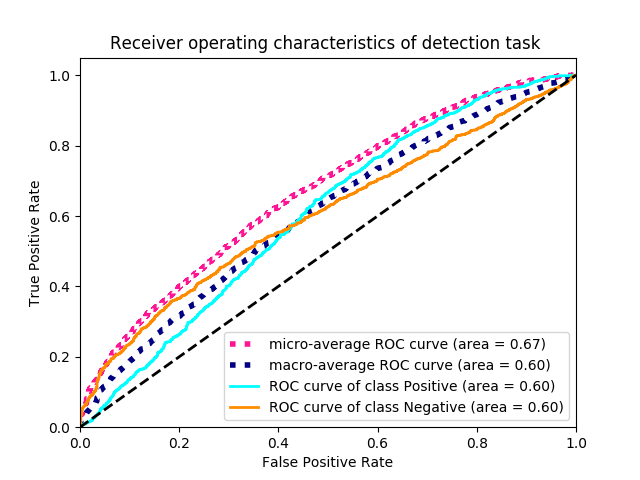 Receiver operating characteristics of detection task
True Positive Rate
1.0
0.8
0.6
0.4
0.2
0.0
micro-average ROC curve (area = 0.67)
macro-average ROC curve (area = 0.60)
ROC curve of class Positive (area = 0.60)
ROC curve of class Negative (area = 0.60)
0.0 0.2 0.4 0.6 0.8 1.0
False Positive Rate